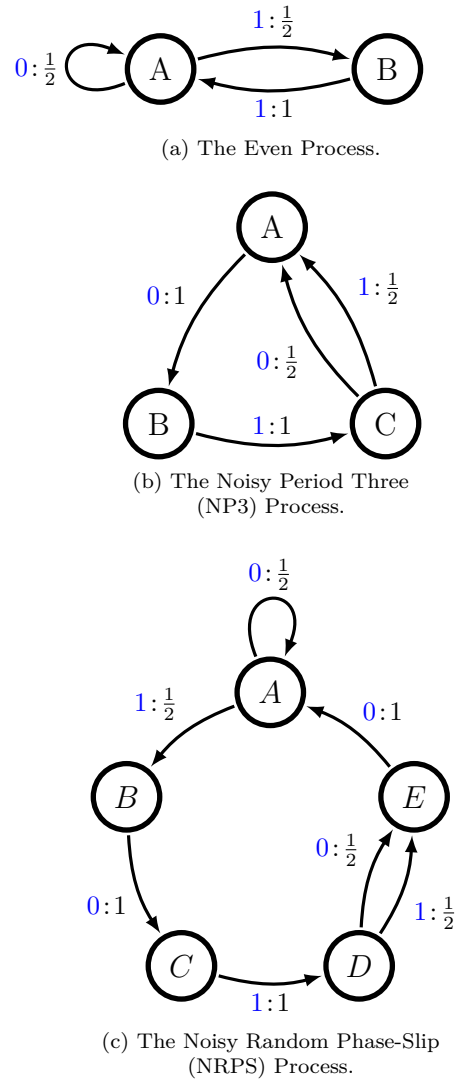 1:1/2
0:1/2
A
B
1:1
(a) The Even Process.
A
0:1
1:1/2
0:1/2
B
1:1
C
(b) The Noisy Period Three
(NP3) Process.
0:1/2
A
1:1/2
0:1
B
E
0:1/2
0:1
1:1/2
C
D
1:1
(c) The Noisy Random Phase-Slip
(NRPS) Process.